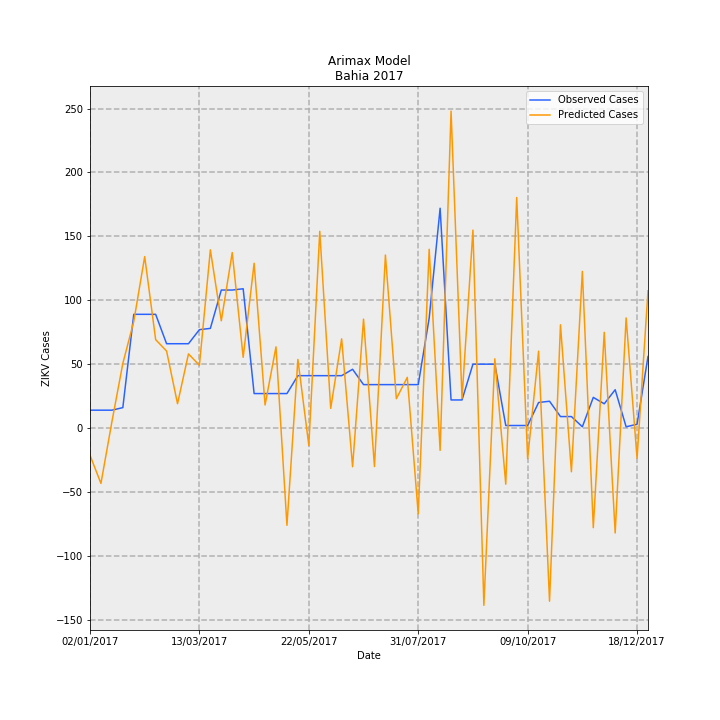 Arimax Model
Bahia 2017
Observed Cases
Predicted Cases
ZIKV Cases
250
200
150
100
50
0
−50
−100
−150
02/01/2017 13/03/2017 22/05/2017 31/07/2017 09/10/2017 18/12/2017
Date